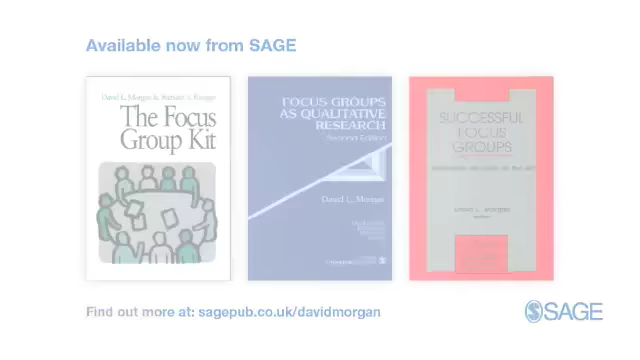 Available now from SAGE
David L. Morgan & Richard A. Krueger
The Focus
Group Kit
FOCUS GROUPS
AS QUALITATIVE
RESEARCH
Second Edition
David L. Morgan
SUCCESSFUL
FOCUS
GROUPS
David L. Morgan
Find out more at: sagepub.co.uk/davidmorgan
SAGE